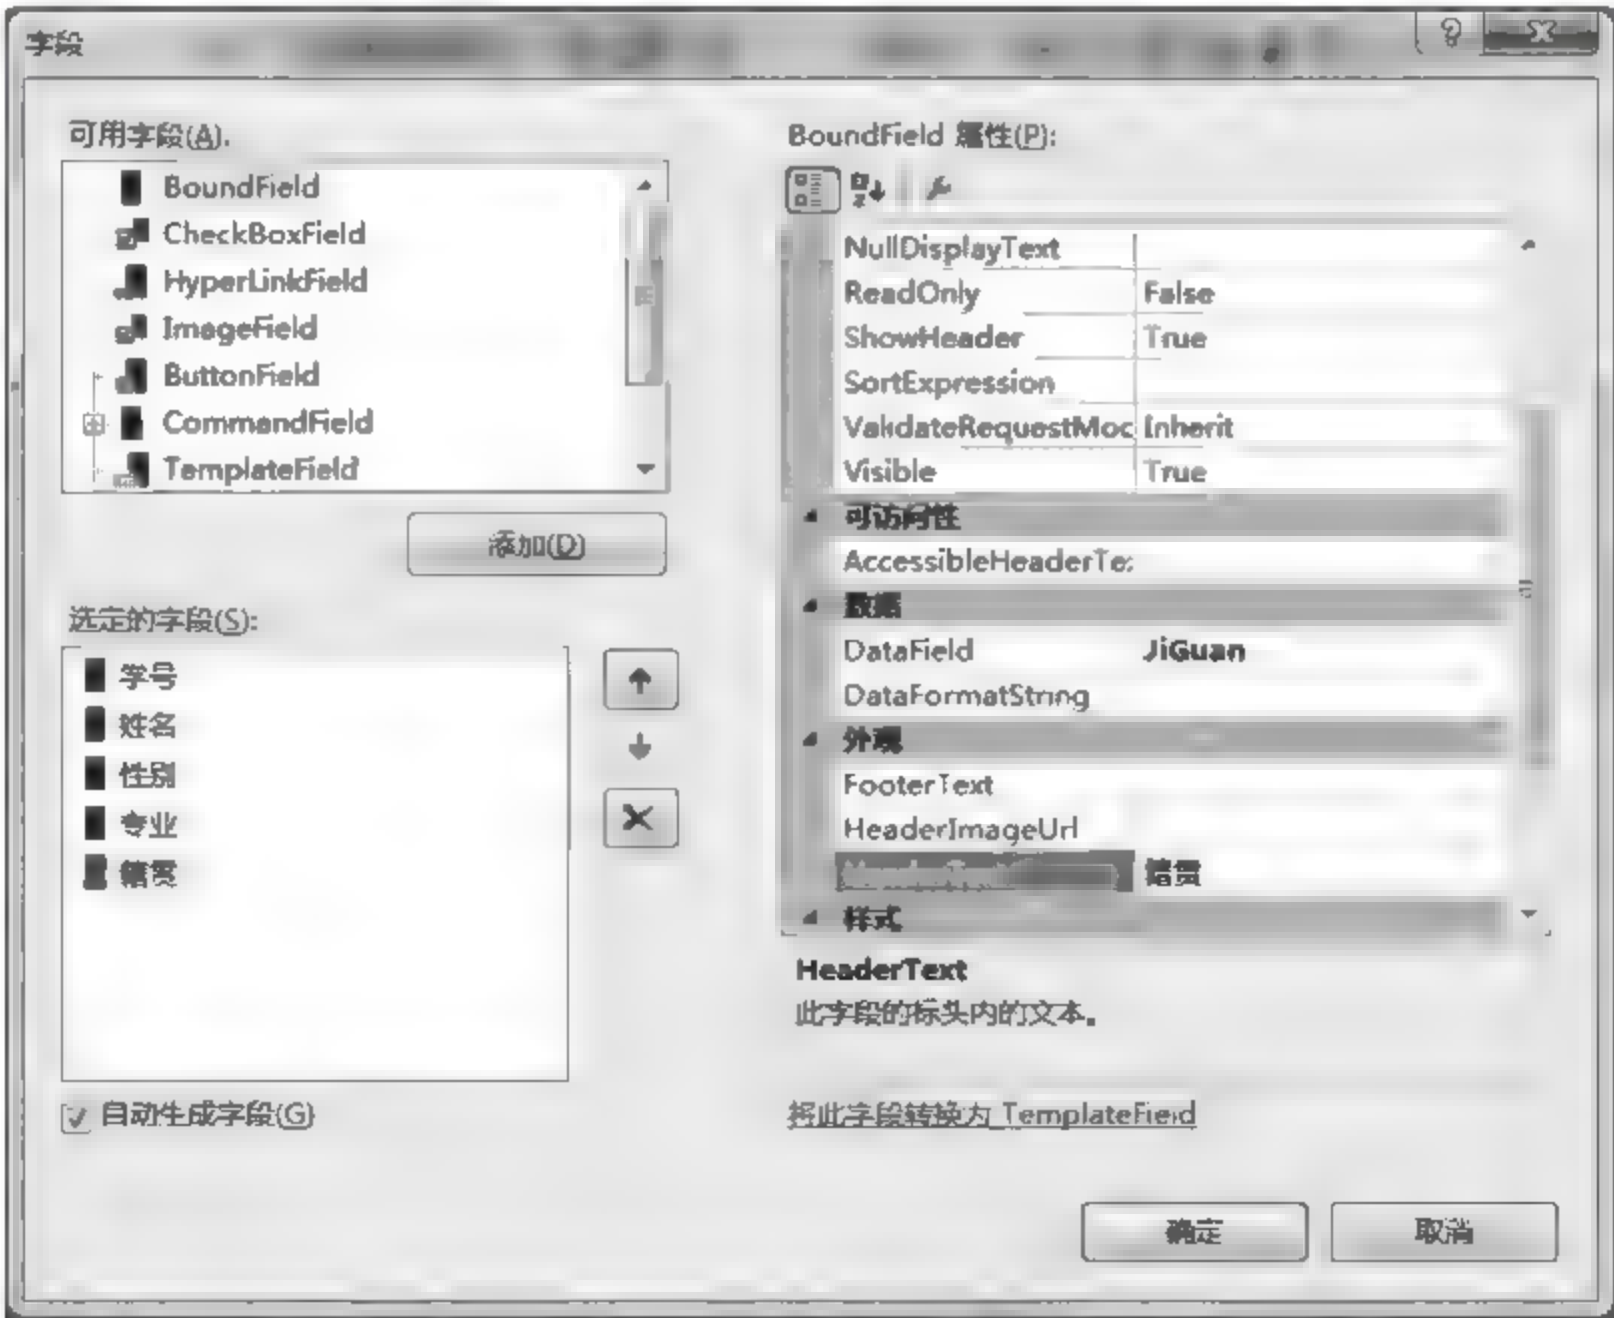 字段
可用字段(A).
BoundField
CheckBoxField
HyperLinkField
ImageField
ButtonField
CommandField
TemplateField
添加(D)
选定的字段(S):
学号
姓名
性别
专业
籍贯
自动生成字段(G)
BoundField 属性(P):
NullDisplayText
ReadOnly False
ShowHeader True
SortExpression
ValidateRequestMoc Inherit
Visible True
可访问性
AccessibleHeaderTe:
数据
DataField JiGuan
DataFormatString
外观
FooterText
HeaderImageUrl
籍贯
样式
HeaderText
此字段的标头内的文本。
将此字段转换为 TemplateField
确定
取消